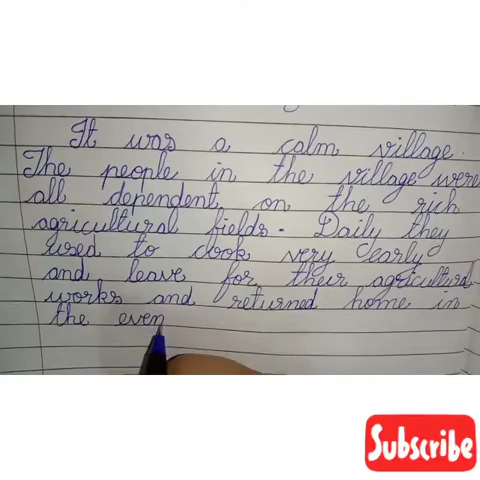 It was a calm village.
The people in the village were
all dependent on the rich
agricultural fields. Daily they
used to cook very early
and leave for their agricultural
works and returned home in
the even
Subscribe